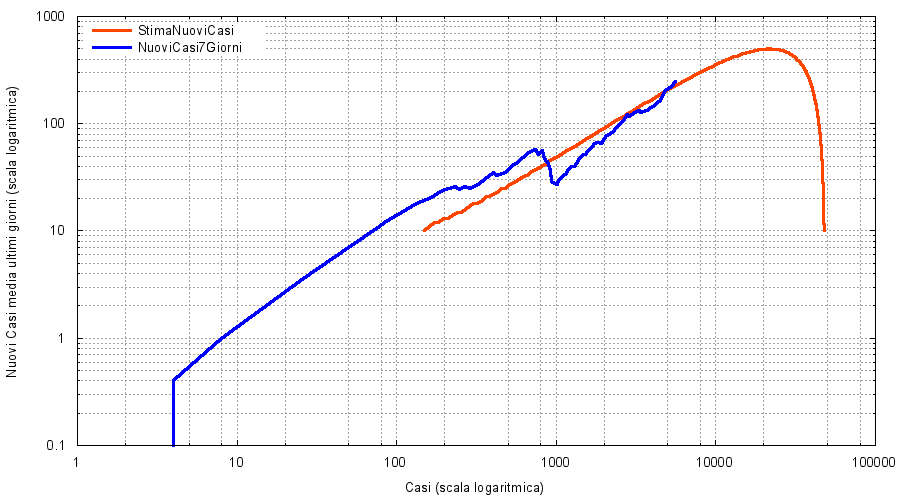 1000
StimaNuoviCasi
NuoviCasi7Giorni
100
10
1
0.1
Nuovi Casi media ultimi giorni (scala logaritmica)
1 10 100 1000 10000 100000
Casi (scala logaritmica)